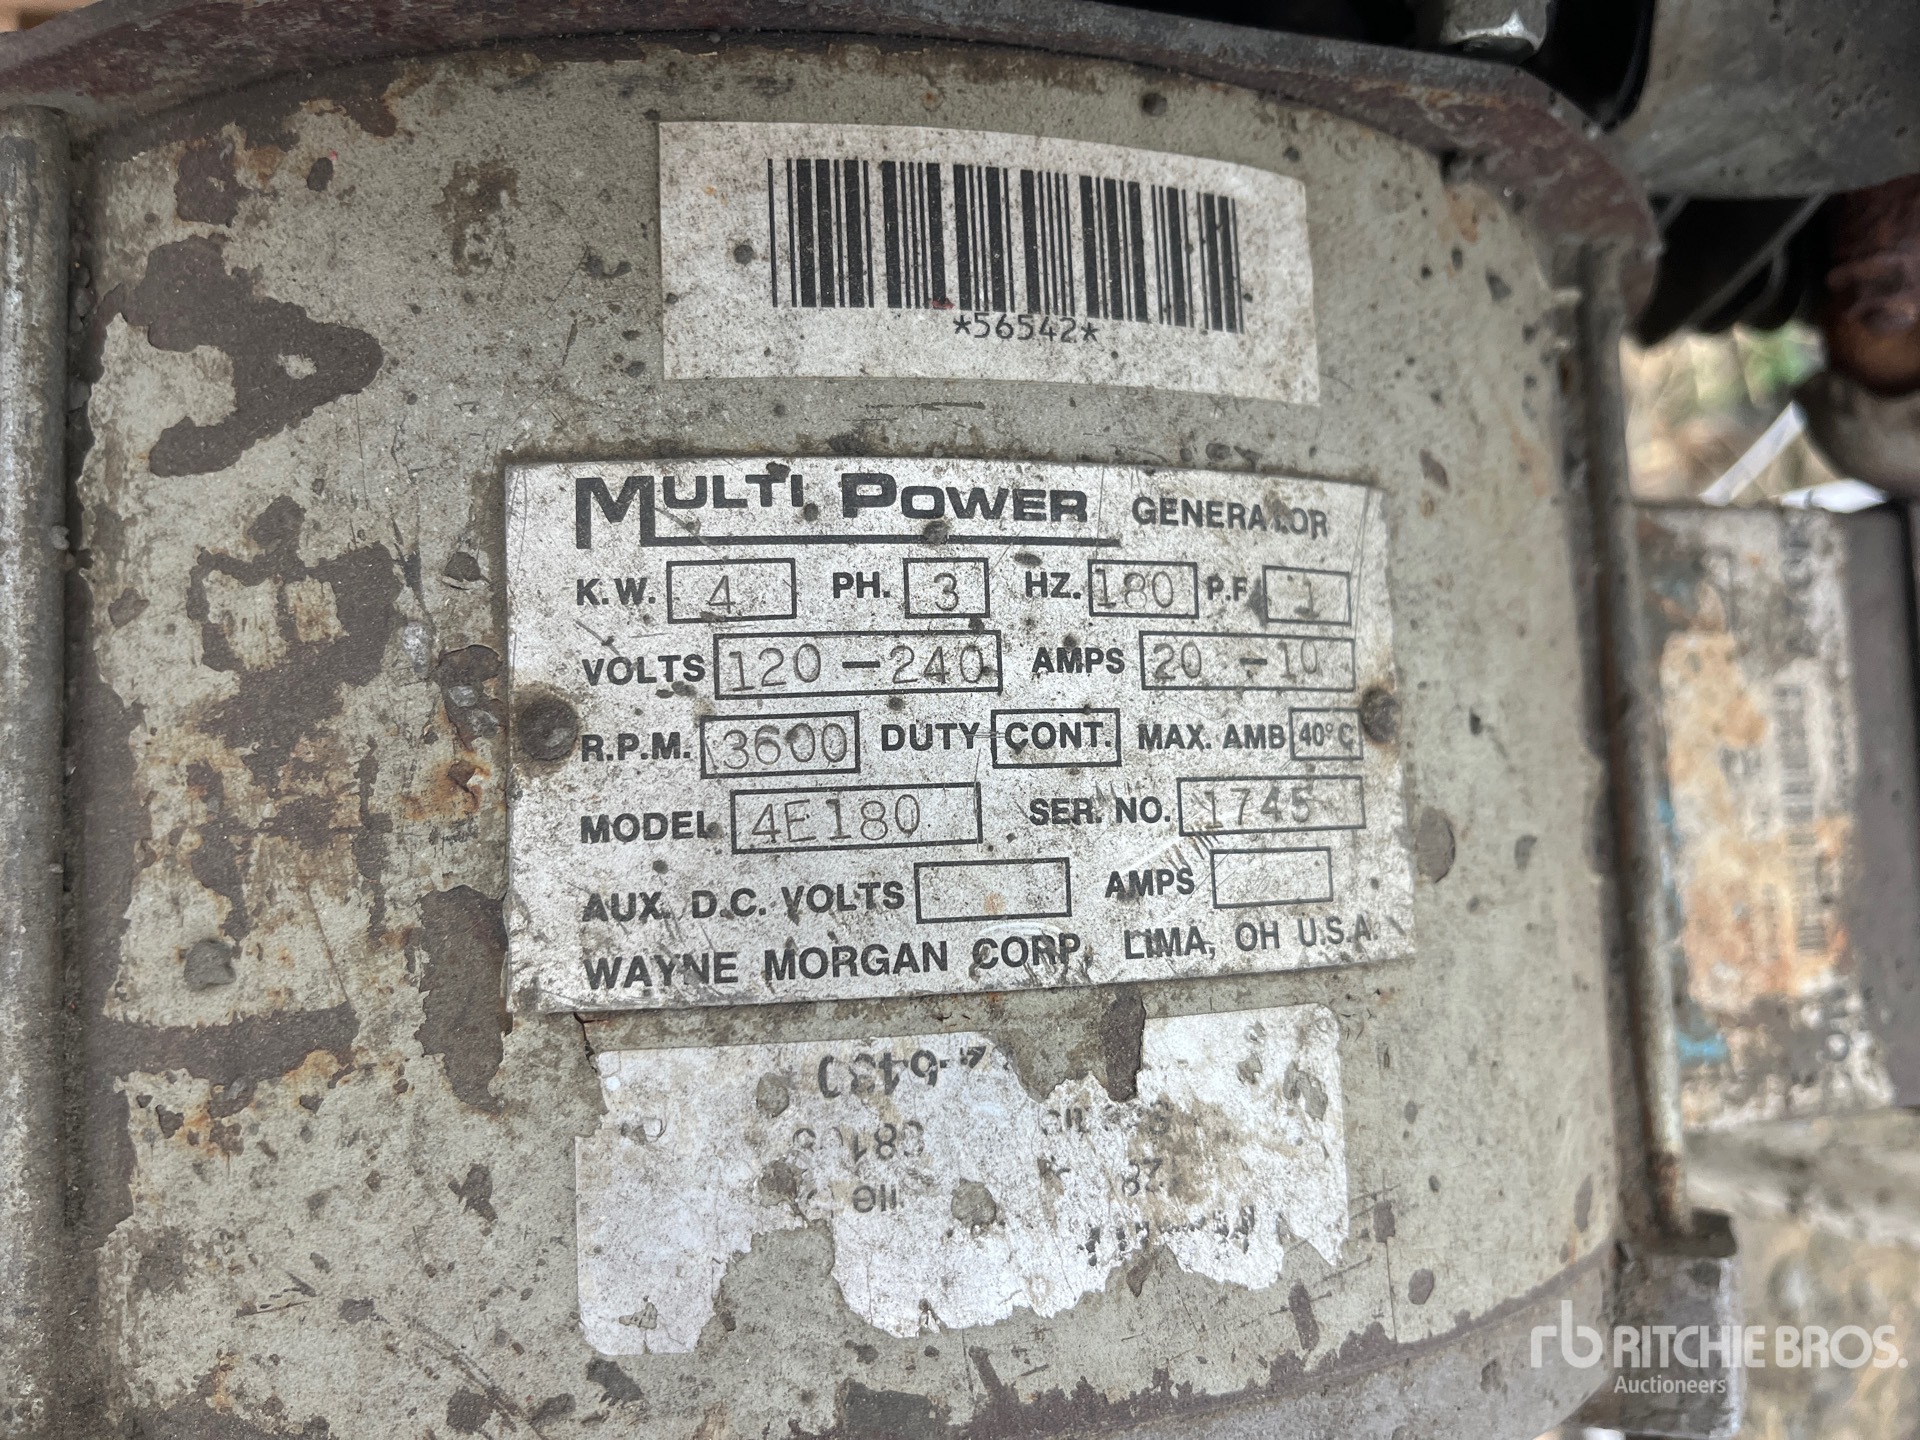 *56542*
MULTI POWER GENERATOR
K.W. 4 PH. 3 HZ. 180 P.F. 1
VOLTS 120-240 AMPS 20-10
R.P.M. 3600 DUTY CONT. MAX. AMB 40°C
MODEL 4E180 SER. NO. 1745
AUX. D.C. VOLTS AMPS
WAYNE MORGAN CORP. LIMA, OH U.S.A.
rb RITCHIE BROS.
Auctioneers